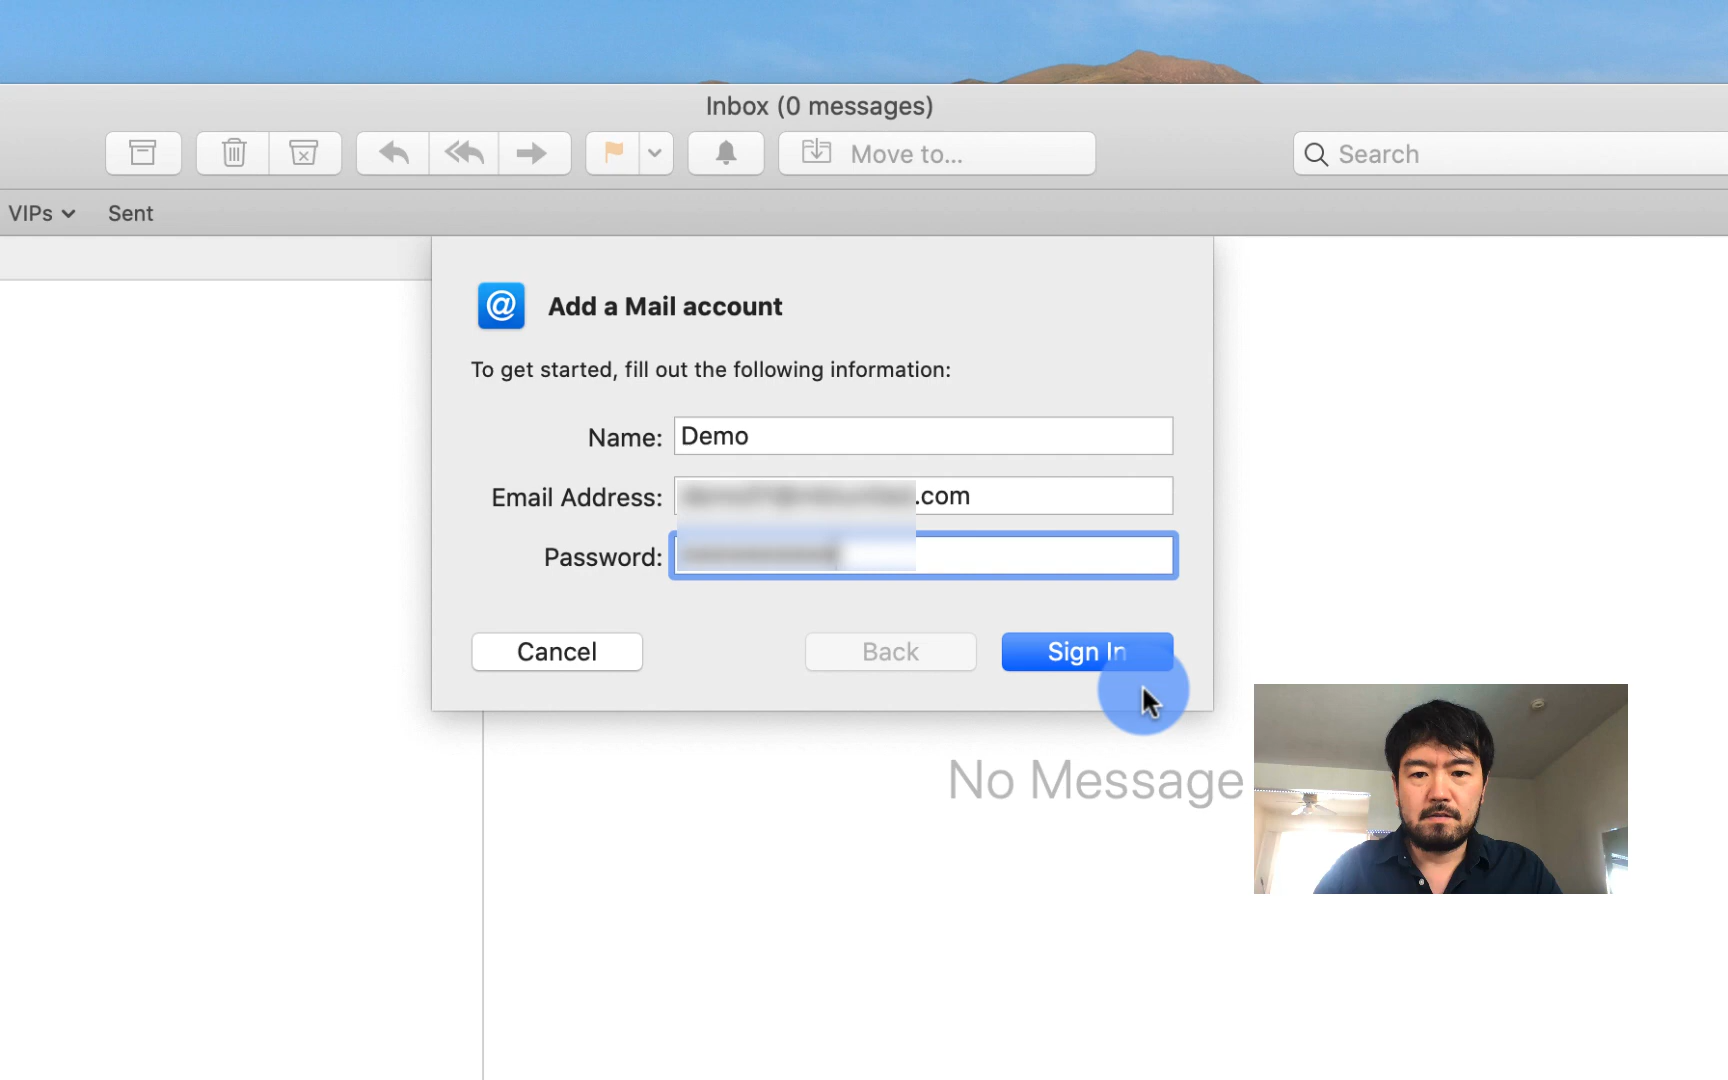 Inbox (0 messages)
Move to...
Search
VIPs
Sent
@
Add a Mail account
To get started, fill out the following information:
Name: Demo
Email Address: .com
Password:
Cancel
Back
Sign In
No Message